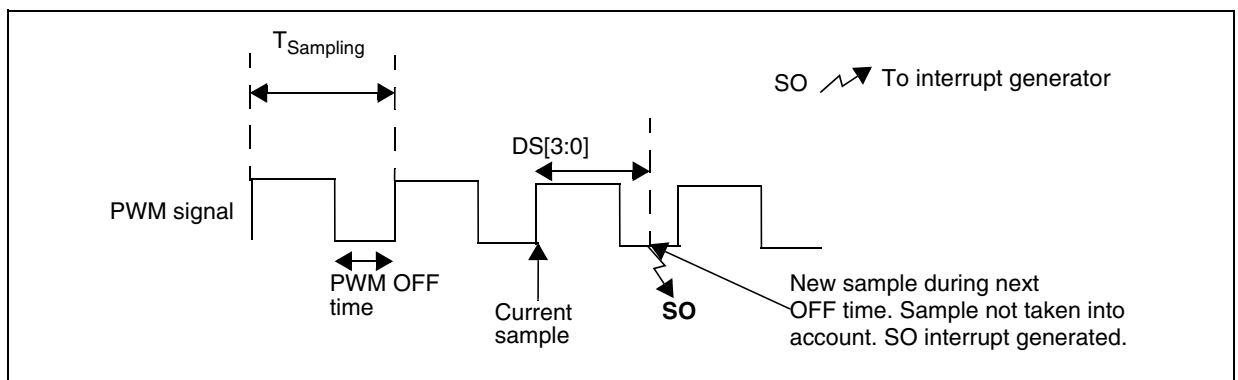 T_Sampling
SO To interrupt generator
DS[3:0]
PWM signal
PWM OFF
time
Current
sample
SO
New sample during next
OFF time. Sample not taken into
account. SO interrupt generated.